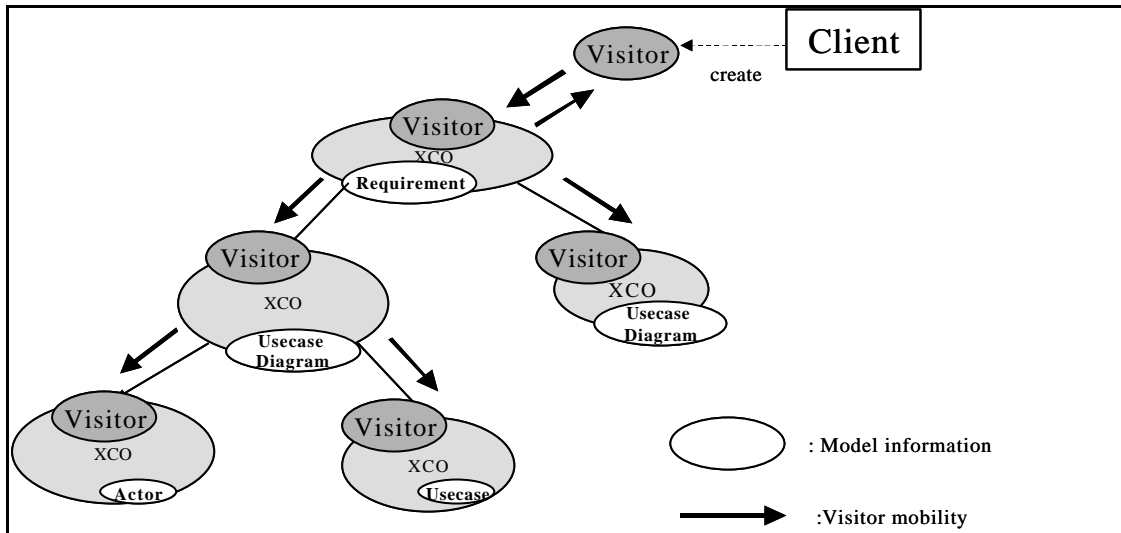 Client
Visitor
create
Visitor
XCO
Requirement
Visitor
XCO
Usecase
Diagram
Visitor
XCO
Usecase
Diagram
Visitor
XCO
Actor
Visitor
XCO
Usecase
: Model information
:Visitor mobility